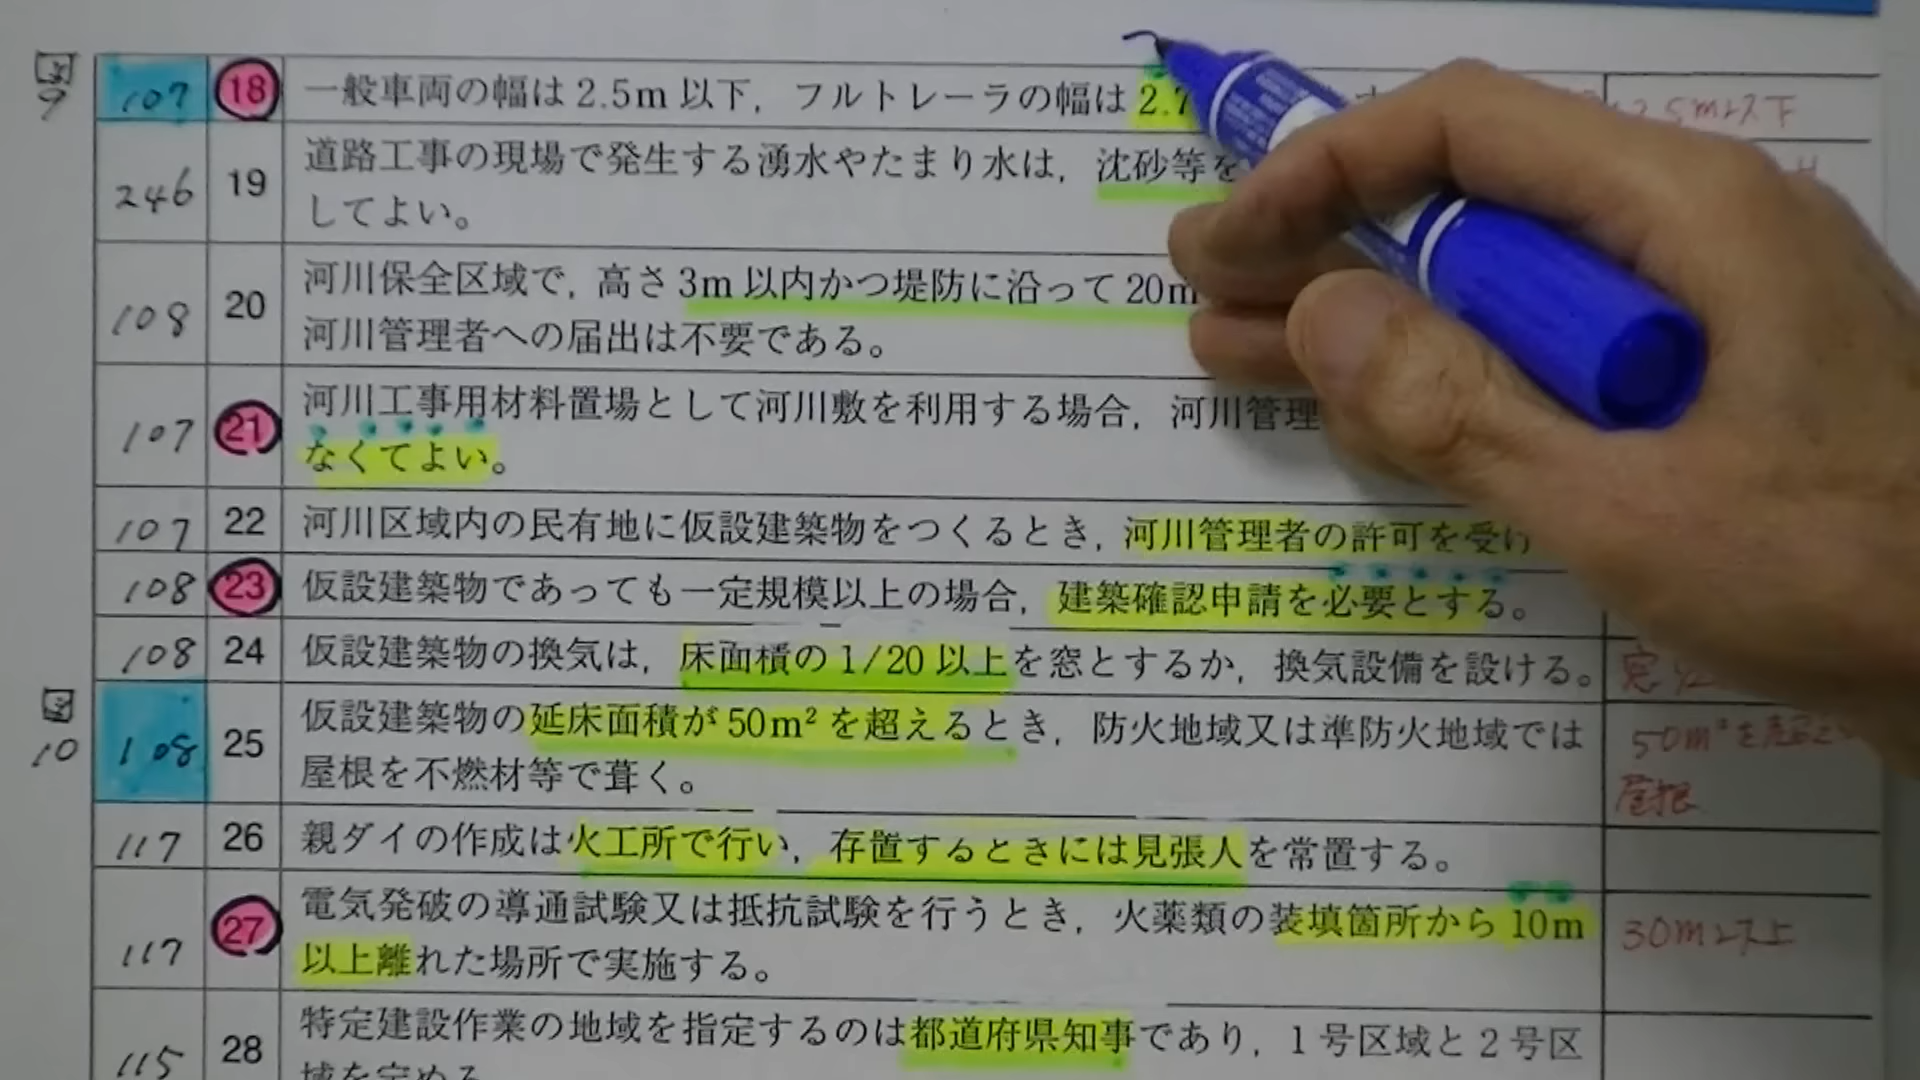 9
107 18 一般車両の幅は 2.5m 以下，フルトレーラの幅は 2.7
2.5m以下
246 19 道路工事の現場で発生する湧水やたまり水は，沈砂等を
してよい。
108 20 河川保全区域で，高さ 3m 以内かつ堤防に沿って 20m
河川管理者への届出は不要である。
107 21 河川工事用材料置場として河川敷を利用する場合，河川管理
なくてよい。
107 22 河川区域内の民有地に仮設建築物をつくるとき，河川管理者の許可を受け
108 23 仮設建築物であっても一定規模以上の場合，建築確認申請を必要とする。
108 24 仮設建築物の換気は，床面積の 1/20 以上を窓とするか，換気設備を設ける。
窓
10
108 25 仮設建築物の延床面積が 50m² を超えるとき，防火地域又は準防火地域では
屋根を不燃材等で葺く。
50m²を超
屋根
117 26 親ダイの作成は火工所で行い，存置するときには見張人を常置する。
117 27 電気発破の導通試験又は抵抗試験を行うとき，火薬類の装填箇所から 10m
以上離れた場所で実施する。
30m以上
115 28 特定建設作業の地域を指定するのは都道府県知事であり，1 号区域と 2 号区
域を定める